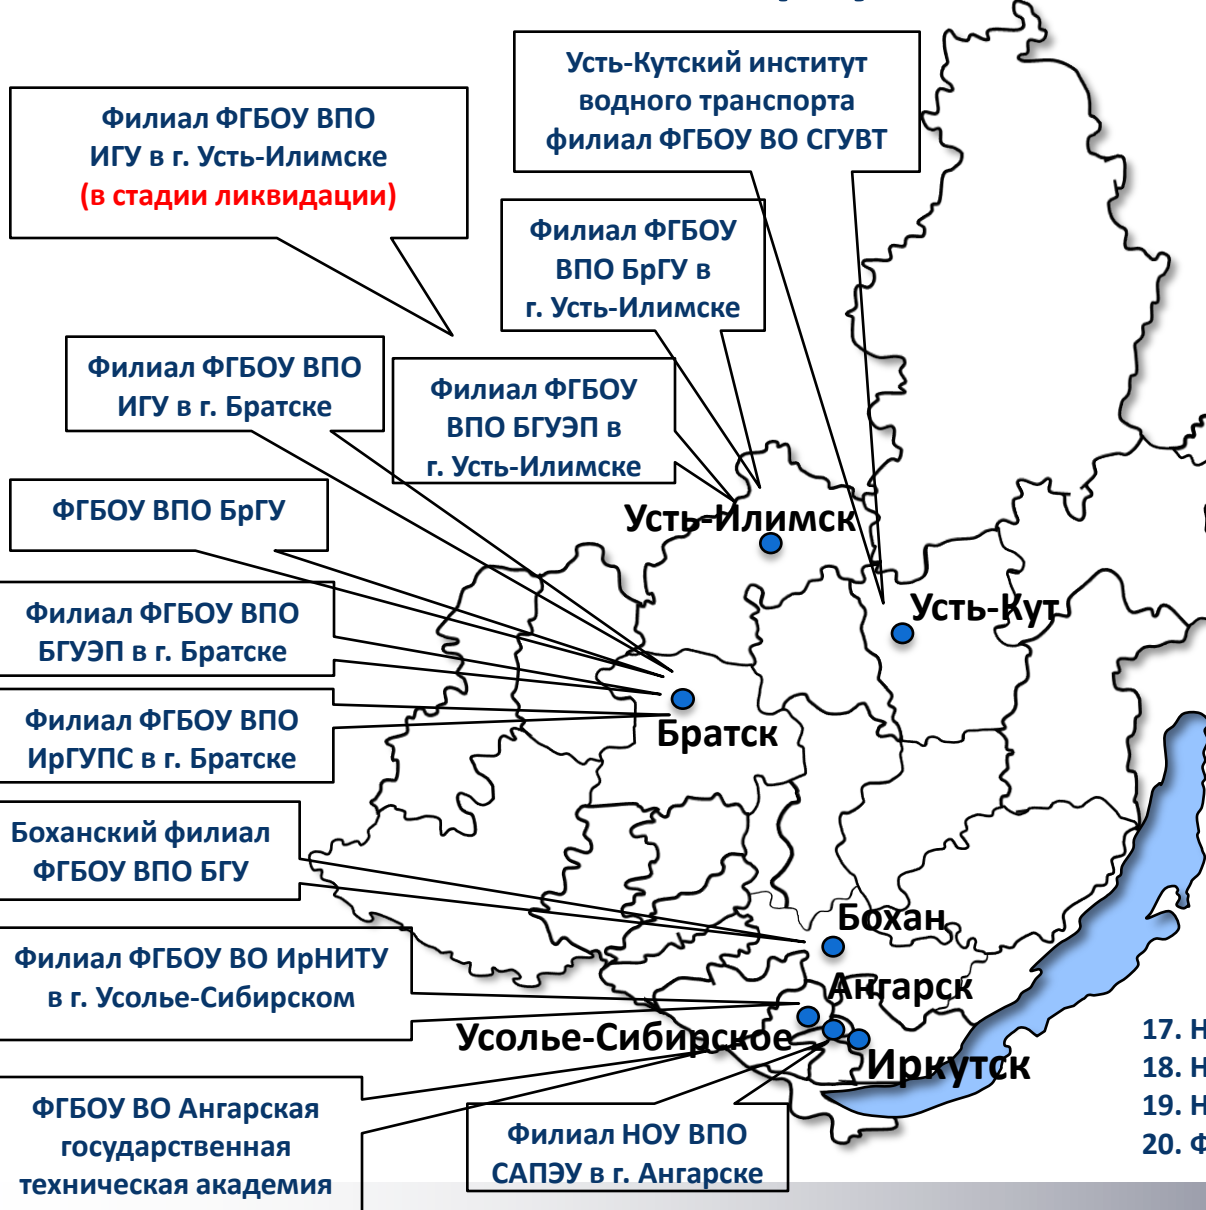 Усть-Кутский институт
водного транспорта
филиал ФГБОУ ВО СГУВТ
Филиал ФГБОУ ВПО
ИГУ в г. Усть-Илимске
(в стадии ликвидации)
Филиал ФГБОУ
ВПО БрГУ в
г. Усть-Илимске
Филиал ФГБОУ ВПО
ИГУ в г. Братске
Филиал ФГБОУ
ВПО БГУЭП в
г. Усть-Илимске
ФГБОУ ВПО БрГУ
Усть-Илимск
Филиал ФГБОУ ВПО
БГУЭП в г. Братске
Усть-Кут
Филиал ФГБОУ ВПО
ИрГУПС в г. Братске
Братск
Боханский филиал
ФГБОУ ВПО БГУ
Бохан
Филиал ФГБОУ ВО ИрНИТУ
в г. Усолье-Сибирском
Ангарск
Усолье-Сибирское
Иркутск
17. Н
18. Н
19. Н
20. Ф
ФГБОУ ВО Ангарская
государственная
техническая академия
Филиал НОУ ВПО
САПЭУ в г. Ангарске